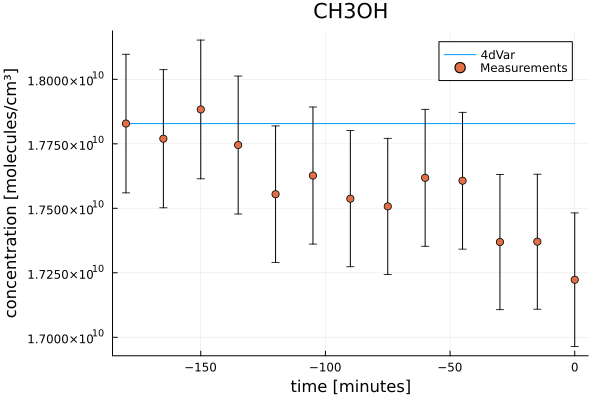 CH3OH
4dVar
Measurements
concentration [molecules/cm³]
1.8000×10¹⁰
1.7750×10¹⁰
1.7500×10¹⁰
1.7250×10¹⁰
1.7000×10¹⁰
−150 −100 −50 0
time [minutes]